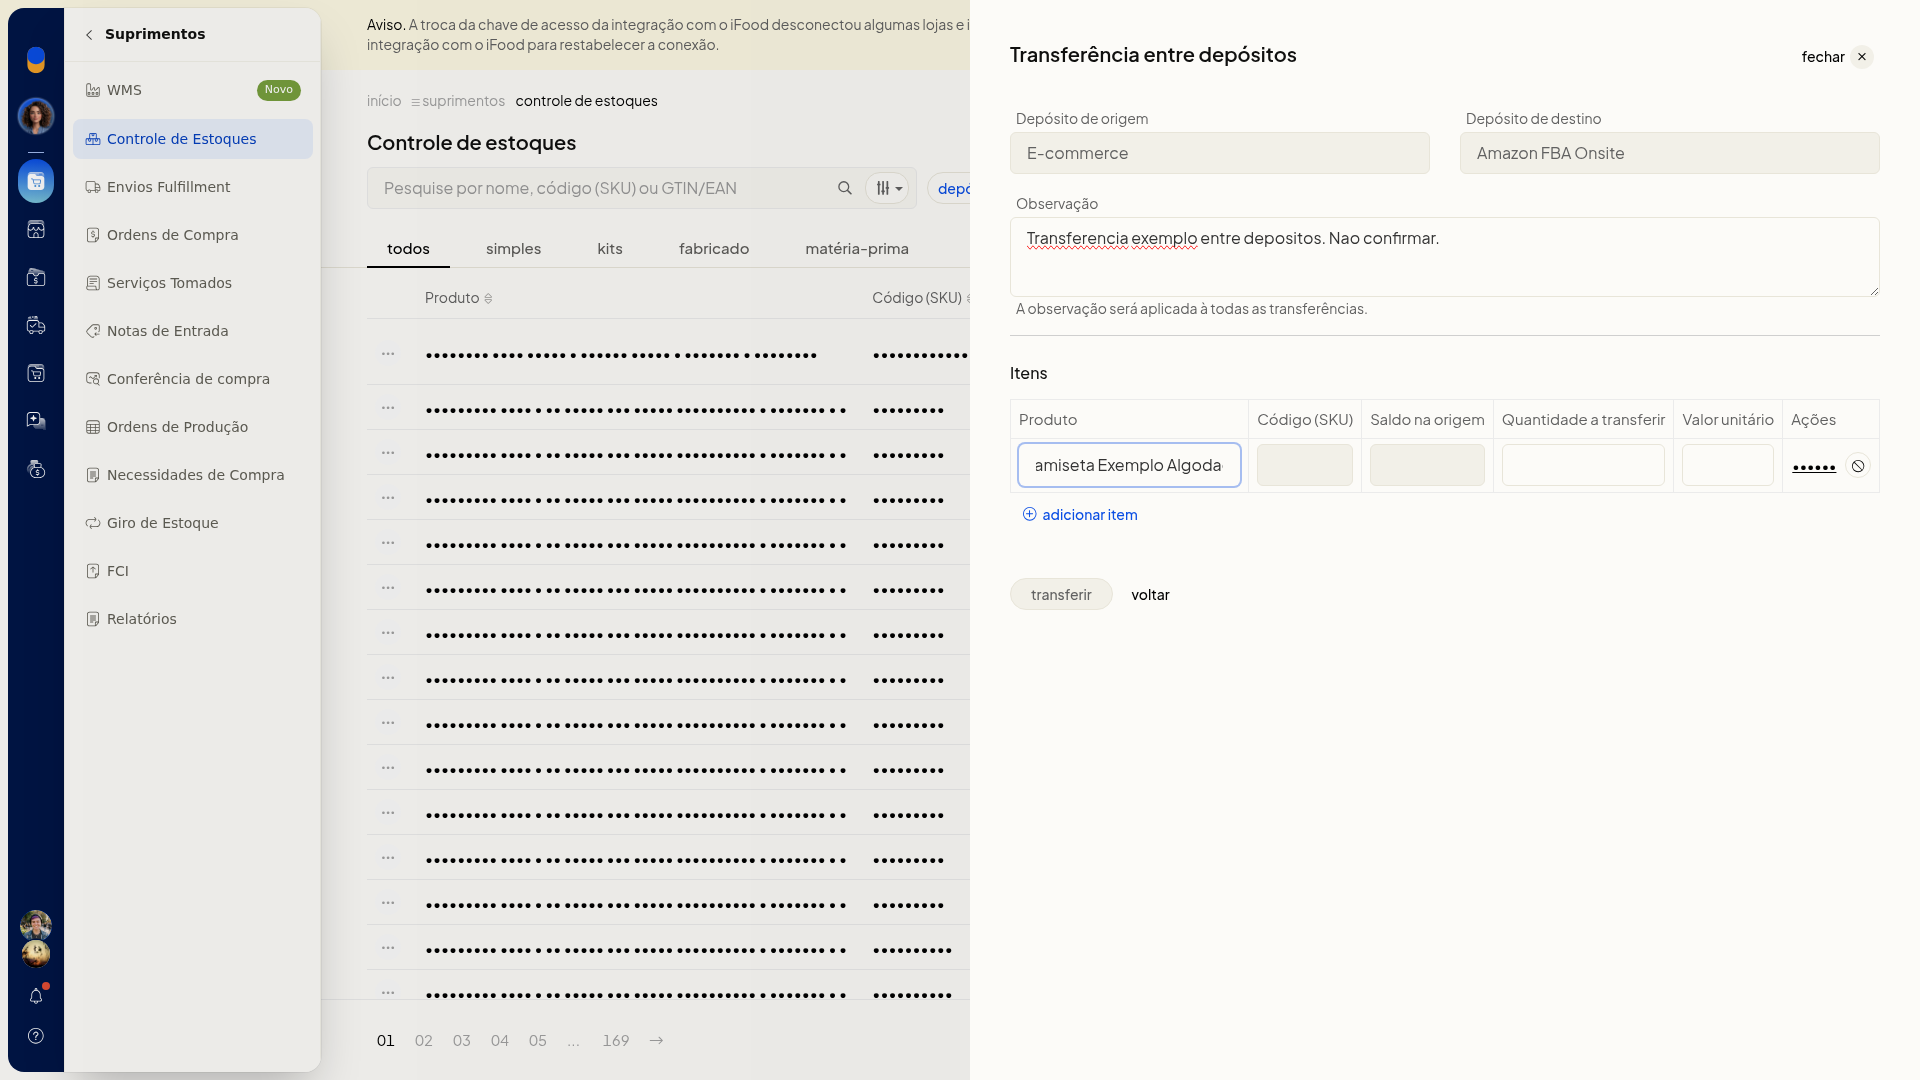 Suprimentos
WMS
Novo
Controle de Estoques
Envios Fulfillment
Ordens de Compra
Serviços Tomados
Notas de Entrada
Conferência de compra
Ordens de Produção
Necessidades de Compra
Giro de Estoque
FCI
Relatórios
Aviso. A troca da chave de acesso da integração com o iFood desconectou algumas lojas e i
integração com o iFood para restabelecer a conexão.
início suprimentos controle de estoques
Controle de estoques
Pesquise por nome, código (SKU) ou GTIN/EAN
depó
todos simples kits fabricado matéria-prima
Produto Código (SKU)
01 02 03 04 05 ... 169 →
Transferência entre depósitos
fechar
Depósito de origem Depósito de destino
E-commerce Amazon FBA Onsite
Observação
Transferencia exemplo entre depositos. Nao confirmar.
A observação será aplicada à todas as transferências.
Itens
Produto Código (SKU) Saldo na origem Quantidade a transferir Valor unitário Ações
amiseta Exemplo Algoda
adicionar item
transferir voltar